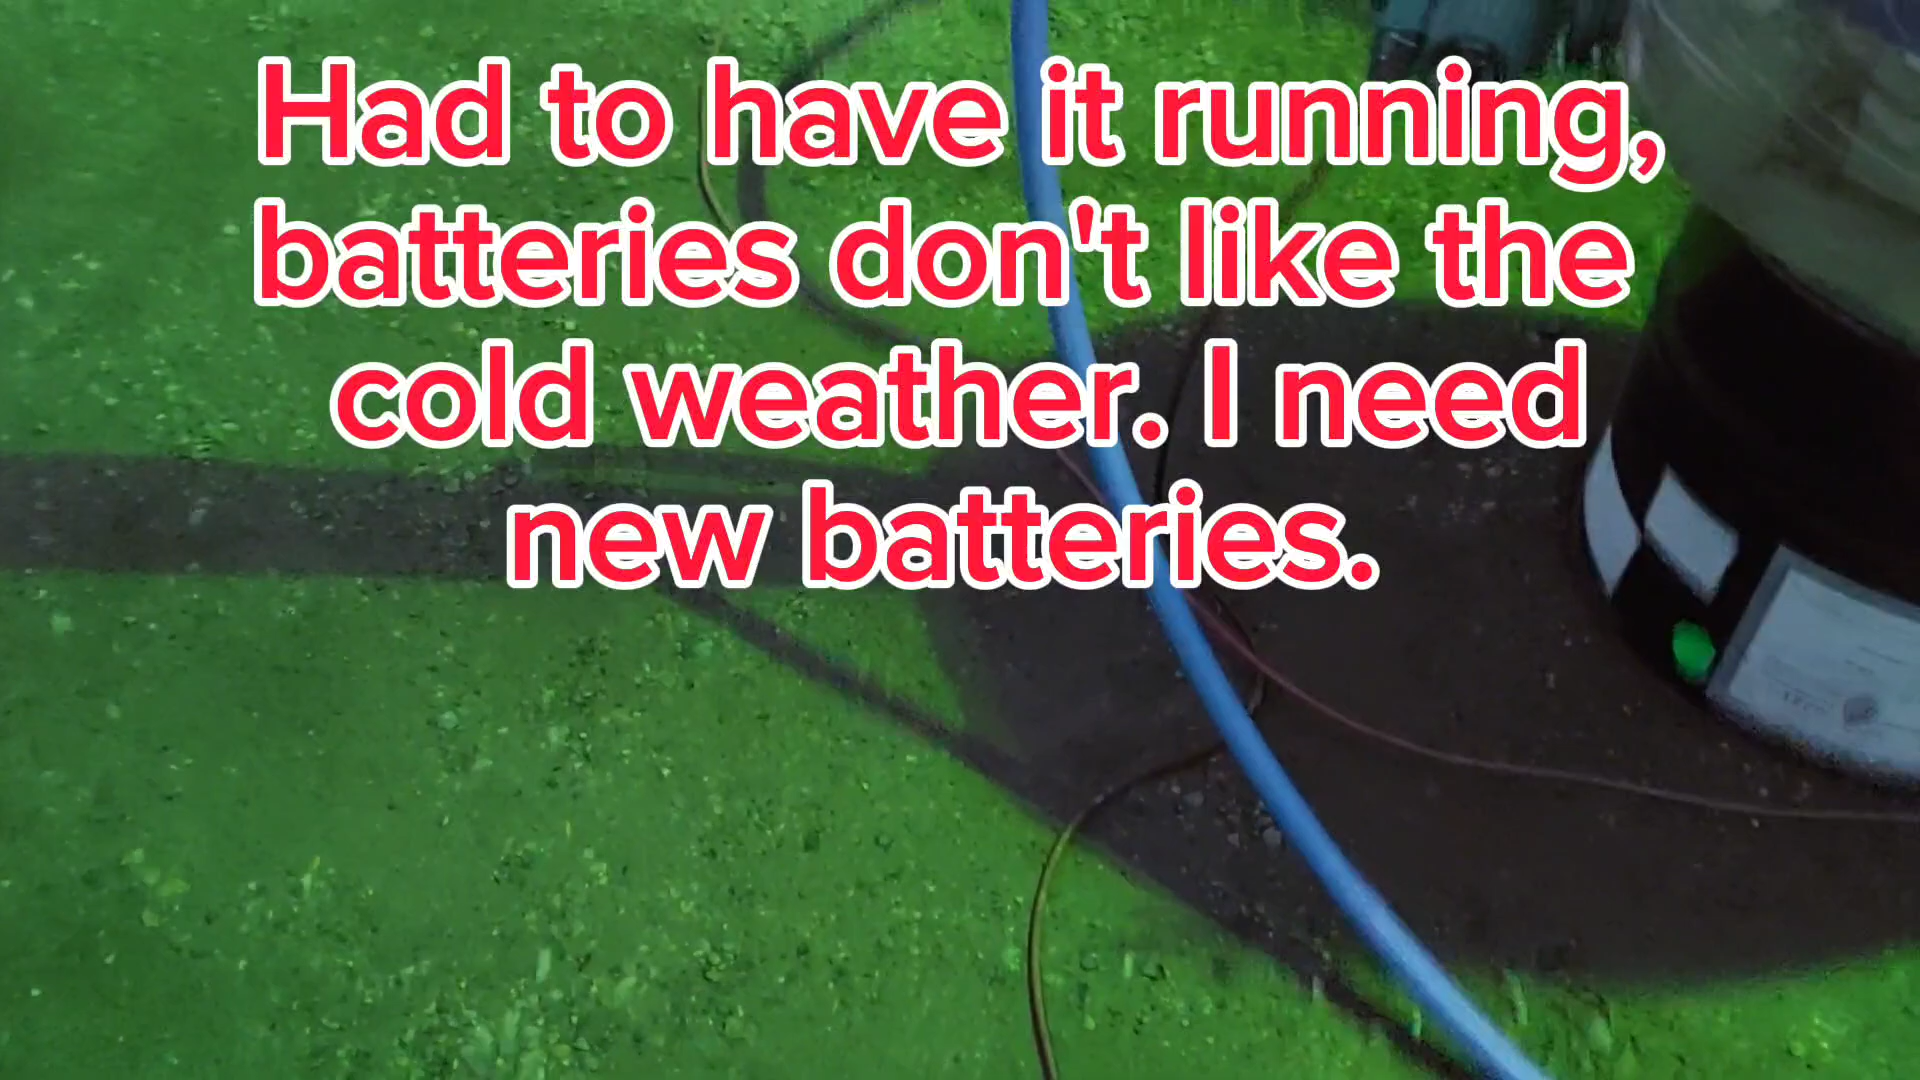 Had to have it running,
batteries don't like the
cold weather. I need
new batteries.